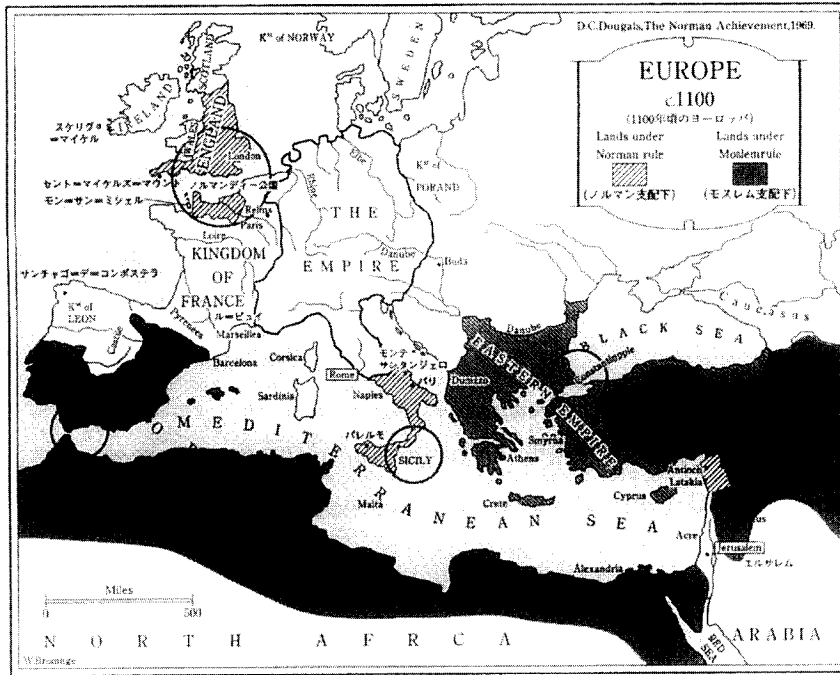 D.C.Dougals,The Norman Achievement,1969.
EUROPE
c.1100
(1100年頃のヨーロッパ)
Lands under
Norman rule
(ノルマン支配下)
Lands under
Moslemrule
(モスレム支配下)
Kᵐ of NORWAY
SWEDEN
SCOTLAND
IRELAND
WALES
ENGLAND
London
スケリグ=
=マイケル
セント=マイケルズ=マウント
ノルマンディー公国
モン=サン=ミシェル
Reims
Paris
Loire
Rhine
Elbe
Kᵐ of
PORAND
THE
EMPIRE
Danube
Buda
KINGDOM
OF
FRANCE
サンチャゴ=デ=コンポステラ
Kᵐ of
LEON
ル=ピュイ
Pyrenees
Marseilles
Barcelona
Corsica
Sardinia
Rome
モンテ
サンタンジェロ
Naples
バリ
Durazzo
Danube
BLACK SEA
Caucasus
Constantinople
EASTERN EMPIRE
Smyrna
Athens
パレルモ
SICILY
Malta
Crete
Cyprus
Antioch
Latakia
MEDITERRANEAN SEA
Acre
Jerusalem
エルサレム
Alexandria
Miles
0
500
NORTH AFRICA
RED
SEA
ARABIA